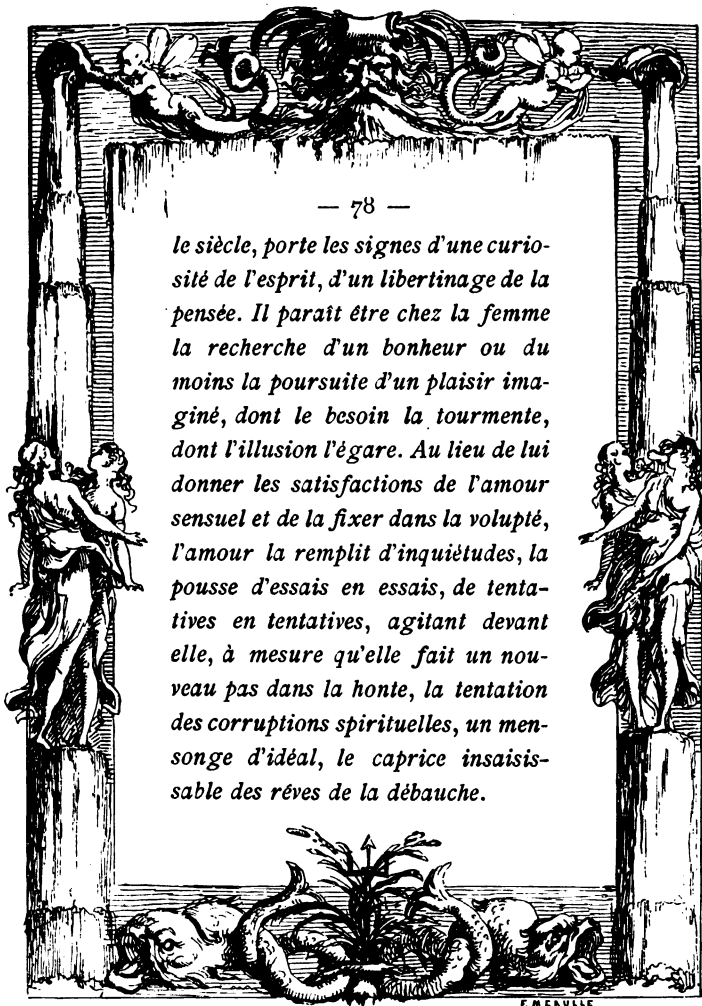 — 78 —
le siècle, porte les signes d'une curio-
sité de l'esprit, d'un libertinage de la
pensée. Il paraît être chez la femme
la recherche d'un bonheur ou du
moins la poursuite d'un plaisir ima-
giné, dont le besoin la tourmente,
dont l'illusion l'égare. Au lieu de lui
donner les satisfactions de l'amour
sensuel et de la fixer dans la volupté,
l'amour la remplit d'inquiétudes, la
pousse d'essais en essais, de tenta-
tives en tentatives, agitant devant
elle, à mesure qu'elle fait un nou-
veau pas dans la honte, la tentation
des corruptions spirituelles, un men-
songe d'idéal, le caprice insaisis-
sable des rêves de la débauche.